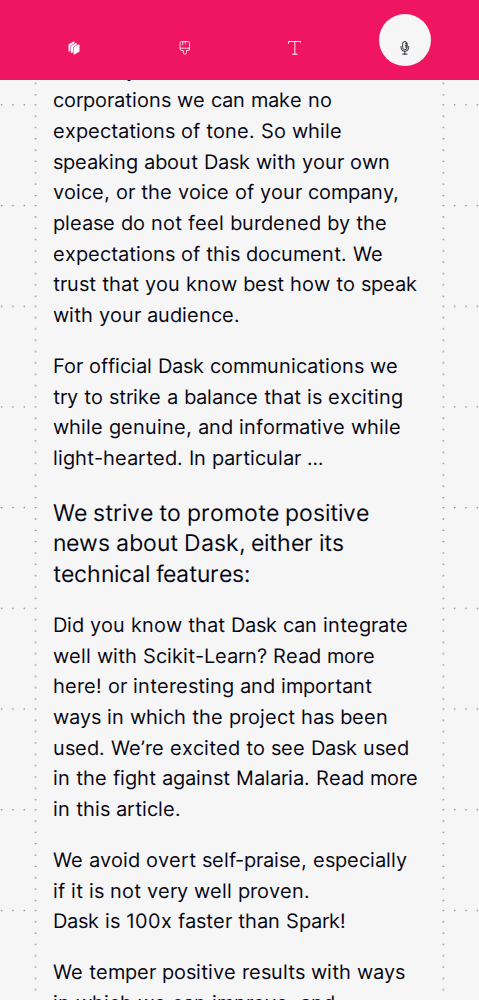 corporations we can make no
expectations of tone. So while
speaking about Dask with your own
voice, or the voice of your company,
please do not feel burdened by the
expectations of this document. We
trust that you know best how to speak
with your audience.
For official Dask communications we
try to strike a balance that is exciting
while genuine, and informative while
light-hearted. In particular ...
We strive to promote positive
news about Dask, either its
technical features:
Did you know that Dask can integrate
well with Scikit-Learn? Read more
here! or interesting and important
ways in which the project has been
used. We’re excited to see Dask used
in the fight against Malaria. Read more
in this article.
We avoid overt self-praise, especially
if it is not very well proven.
Dask is 100x faster than Spark!
We temper positive results with ways
in which we can improve, and